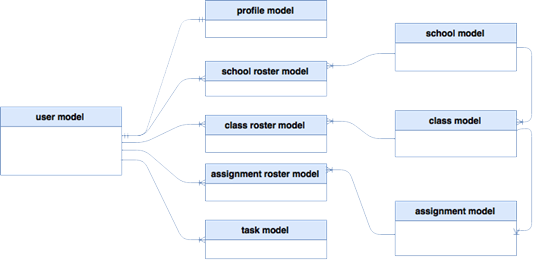 profile model
school model
school roster model
user model
class roster model
class model
assignment roster model
assignment model
task model